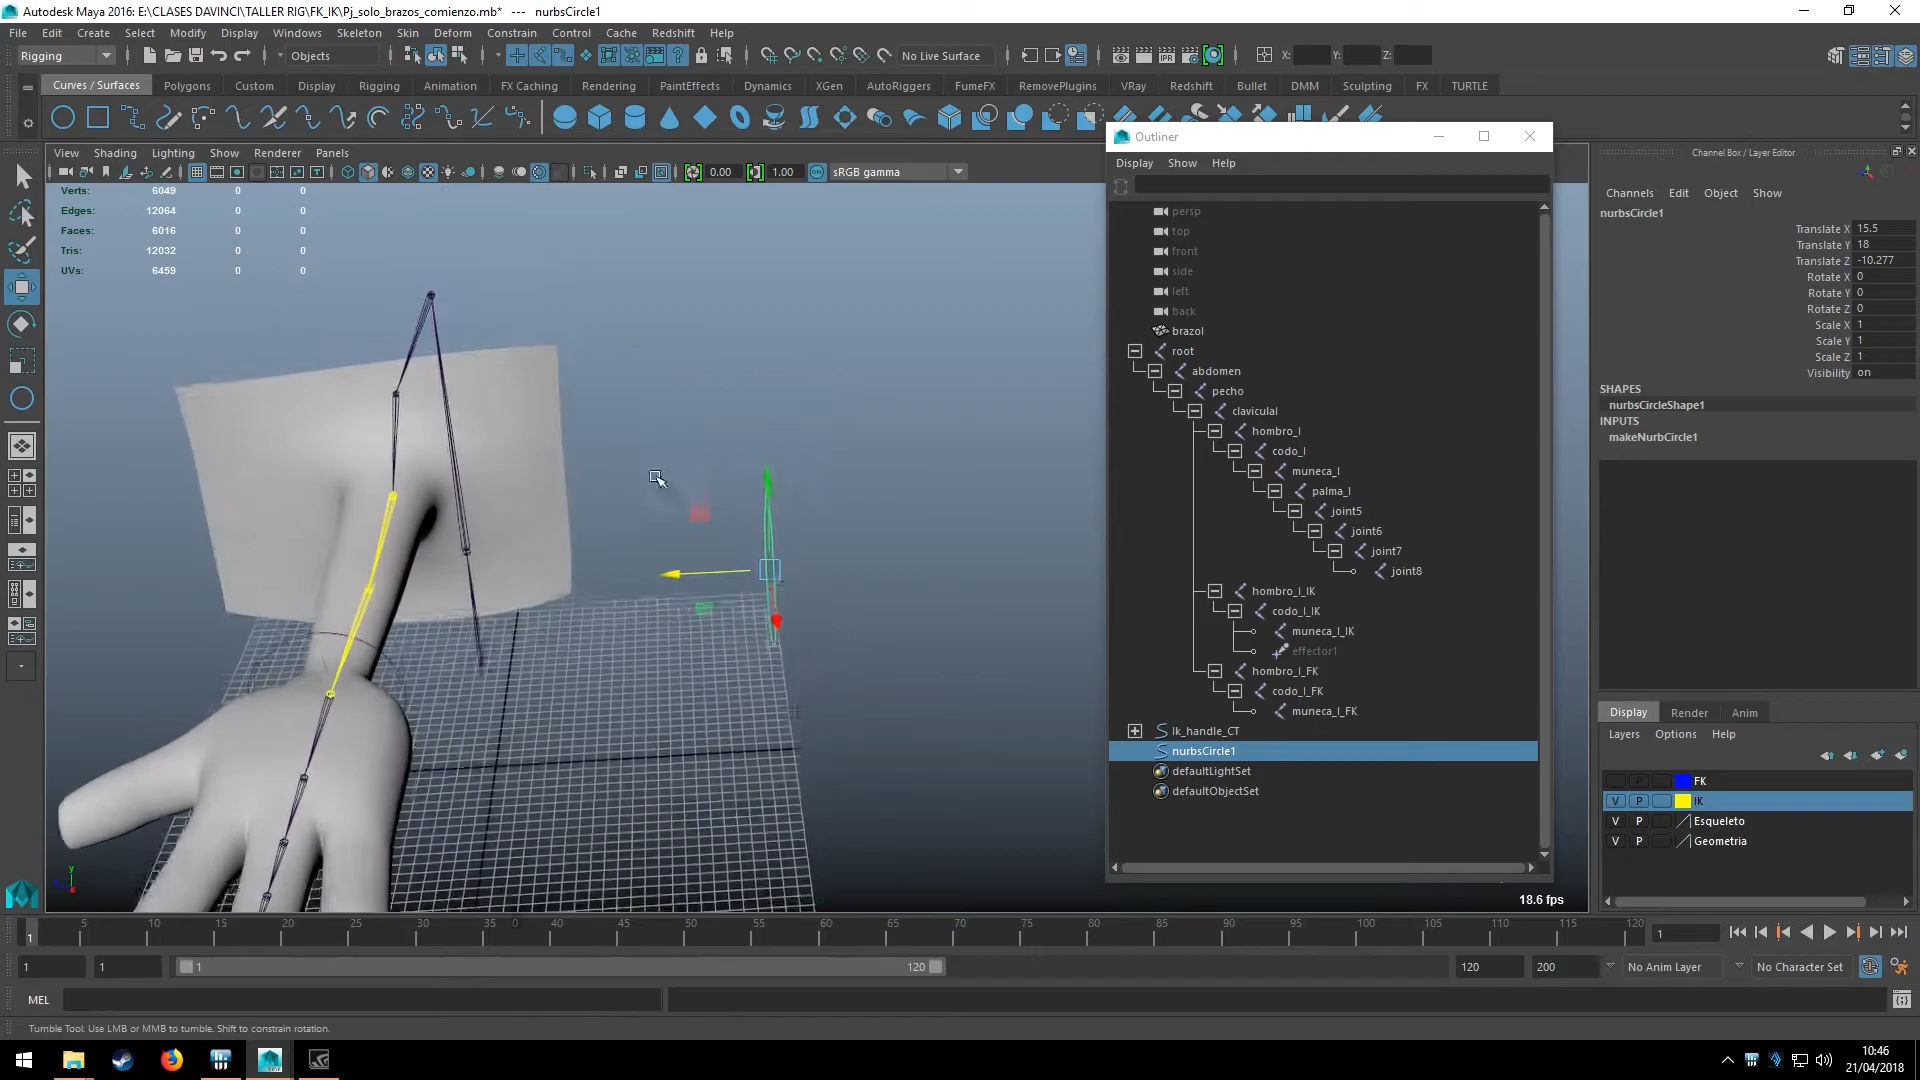 Autodesk Maya 2016: E:\CLASES DAVINCI\TALLER RIG\FK_IK\Pj_solo_brazos_comienzo.mb* --- nurbsCircle1
File Edit Create Select Modify Display Windows Skeleton Skin Deform Constrain Control Cache Redshift Help
Rigging Objects No Live Surface X: Y: Z:
Curves / Surfaces Polygons Custom Display Rigging Animation FX Caching Rendering PaintEffects Dynamics XGen AutoRiggers FumeFX RemovePlugins VRay Redshift Bullet DMM Sculpting FX TURTLE
View Shading Lighting Show Renderer Panels
0.00 1.00 sRGB gamma
Verts: 6049 0 0
Edges: 12064 0 0
Faces: 6016 0 0
Tris: 12032 0 0
UVs: 6459 0 0
18.6 fps
Outliner
Display Show Help
persp
top
front
side
left
back
brazol
root
abdomen
pecho
claviculal
hombro_l
codo_l
muneca_l
palma_l
joint5
joint6
joint7
joint8
hombro_l_IK
codo_l_IK
muneca_l_IK
effector1
hombro_l_FK
codo_l_FK
muneca_l_FK
Ik_handle_CT
nurbsCircle1
defaultLightSet
defaultObjectSet
Channel Box / Layer Editor
Channels Edit Object Show
nurbsCircle1
Translate X 15.5
Translate Y 18
Translate Z -10.277
Rotate X 0
Rotate Y 0
Rotate Z 0
Scale X 1
Scale Y 1
Scale Z 1
Visibility on
SHAPES
nurbsCircleShape1
INPUTS
makeNurbCircle1
Display Render Anim
Layers Options Help
P FK
V P IK
V P Esqueleto
V P Geometria
1 5 10 15 20 25 30 35 0 40 45 50 55 60 65 70 75 80 85 90 95 100 105 110 115 120 1
1 1 1 120 120 200 No Anim Layer No Character Set
MEL
Tumble Tool: Use LMB or MMB to tumble. Shift to constrain rotation.
10:46
21/04/2018